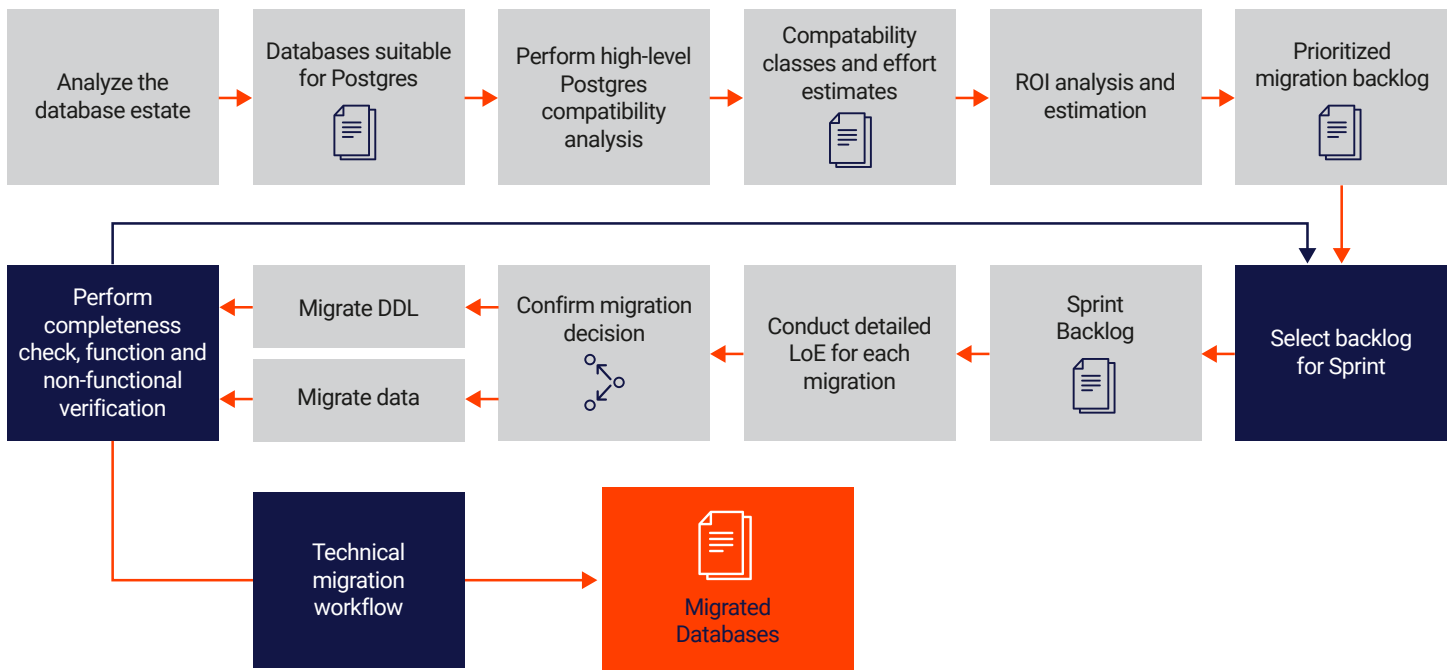 Analyze the
database estate
Databases suitable
for Postgres
Perform high-level
Postgres
compatibility
analysis
Compatability
classes and effort
estimates
ROI analysis and
estimation
Prioritized
migration backlog
Select backlog
for Sprint
Sprint
Backlog
Conduct detailed
LoE for each
migration
Confirm migration
decision
Migrate DDL
Migrate data
Perform
completeness
check, function and
non-functional
verification
Technical
migration
workflow
Migrated
Databases